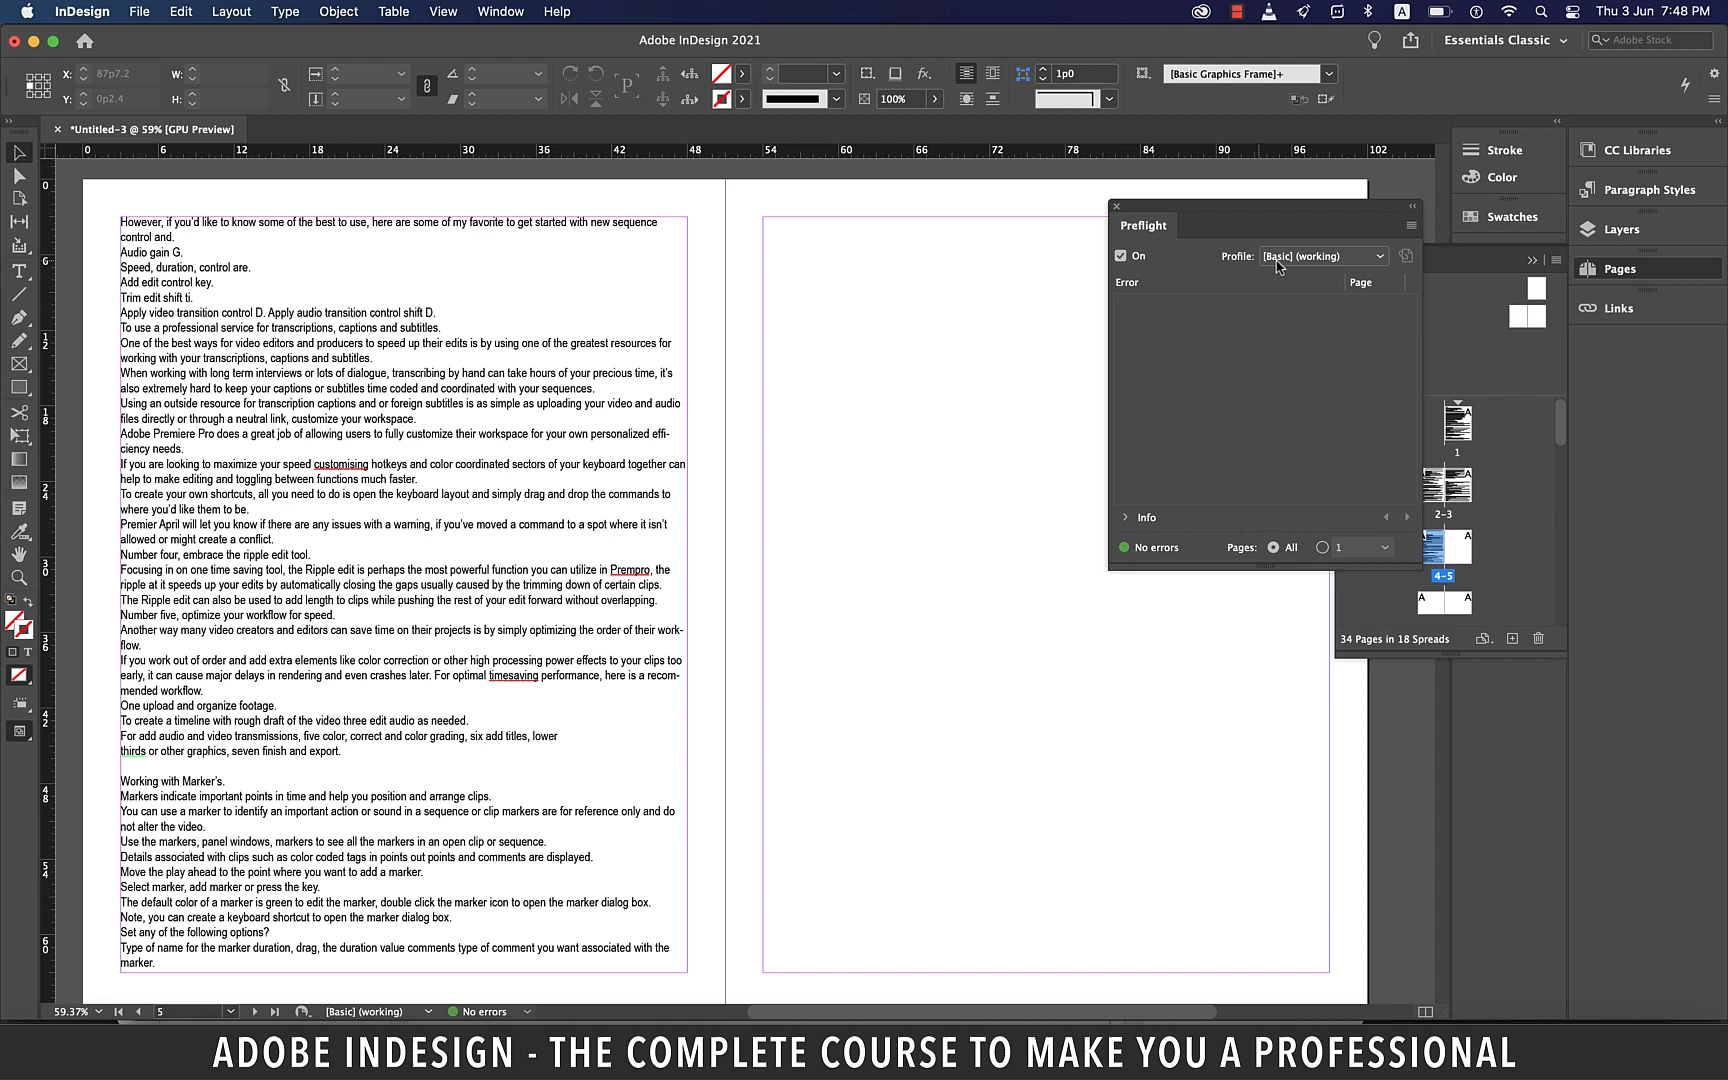 InDesign File Edit Layout Type Object Table View Window Help
A
Thu 3 Jun 7:48 PM
Adobe InDesign 2021
Essentials Classic
Adobe Stock
X: 87p7.2 W:
Y: 0p2.4 H:
P
fx.
100%
1p0
[Basic Graphics Frame]+
*Untitled-3 @ 59% [GPU Preview]
0 6 12 18 24 30 36 42 48 54 60 66 72 78 84 90 96 102
0
6
12
18
24
30
36
42
48
54
60
However, if you'd like to know some of the best to use, here are some of my favorite to get started with new sequence
control and.
Audio gain G.
Speed, duration, control are.
Add edit control key.
Trim edit shift ti.
Apply video transition control D. Apply audio transition control shift D.
To use a professional service for transcriptions, captions and subtitles.
One of the best ways for video editors and producers to speed up their edits is by using one of the greatest resources for
working with your transcriptions, captions and subtitles.
When working with long term interviews or lots of dialogue, transcribing by hand can take hours of your precious time, it's
also extremely hard to keep your captions or subtitles time coded and coordinated with your sequences.
Using an outside resource for transcription captions and or foreign subtitles is as simple as uploading your video and audio
files directly or through a neutral link, customize your workspace.
Adobe Premiere Pro does a great job of allowing users to fully customize their workspace for your own personalized effi-
ciency needs.
If you are looking to maximize your speed customising hotkeys and color coordinated sectors of your keyboard together can
help to make editing and toggling between functions much faster.
To create your own shortcuts, all you need to do is open the keyboard layout and simply drag and drop the commands to
where you'd like them to be.
Premier April will let you know if there are any issues with a warning, if you've moved a command to a spot where it isn't
allowed or might create a conflict.
Number four, embrace the ripple edit tool.
Focusing in on one time saving tool, the Ripple edit is perhaps the most powerful function you can utilize in Prempro, the
ripple at it speeds up your edits by automatically closing the gaps usually caused by the trimming down of certain clips.
The Ripple edit can also be used to add length to clips while pushing the rest of your edit forward without overlapping.
Number five, optimize your workflow for speed.
Another way many video creators and editors can save time on their projects is by simply optimizing the order of their work-
flow.
If you work out of order and add extra elements like color correction or other high processing power effects to your clips too
early, it can cause major delays in rendering and even crashes later. For optimal timesaving performance, here is a recom-
mended workflow.
One upload and organize footage.
To create a timeline with rough draft of the video three edit audio as needed.
For add audio and video transmissions, five color, correct and color grading, six add titles, lower
thirds or other graphics, seven finish and export.
Working with Marker's.
Markers indicate important points in time and help you position and arrange clips.
You can use a marker to identify an important action or sound in a sequence or clip markers are for reference only and do
not alter the video.
Use the markers, panel windows, markers to see all the markers in an open clip or sequence.
Details associated with clips such as color coded tags in points out points and comments are displayed.
Move the play ahead to the point where you want to add a marker.
Select marker, add marker or press the key.
The default color of a marker is green to edit the marker, double click the marker icon to open the marker dialog box.
Note, you can create a keyboard shortcut to open the marker dialog box.
Set any of the following options?
Type of name for the marker duration, drag, the duration value comments type of comment you want associated with the
marker.
Preflight
On Profile: [Basic] (working)
Error Page
Info
No errors Pages: All 1
Stroke
Color
Swatches
CC Libraries
Paragraph Styles
Layers
Pages
Links
A
1
2-3
A
4-5
A A
34 Pages in 18 Spreads
59.37% 5 [Basic] (working) No errors
ADOBE INDESIGN - THE COMPLETE COURSE TO MAKE YOU A PROFESSIONAL